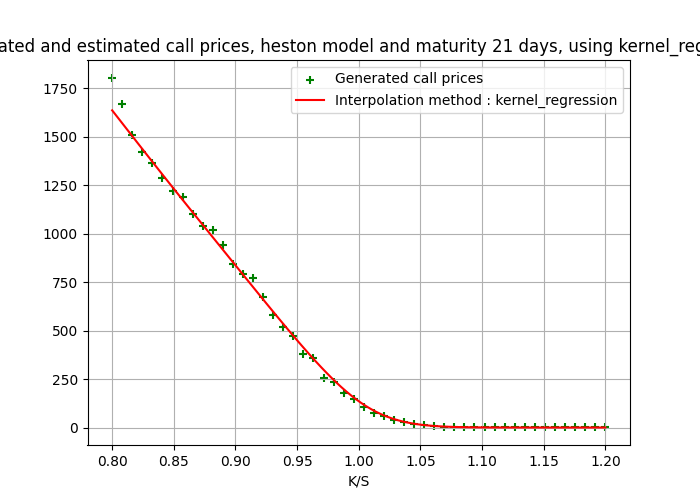 ated and estimated call prices, heston model and maturity 21 days, using kernel_reg
Generated call prices
Interpolation method : kernel_regression
1750
1500
1250
1000
750
500
250
0
0.80 0.85 0.90 0.95 1.00 1.05 1.10 1.15 1.20
K/S